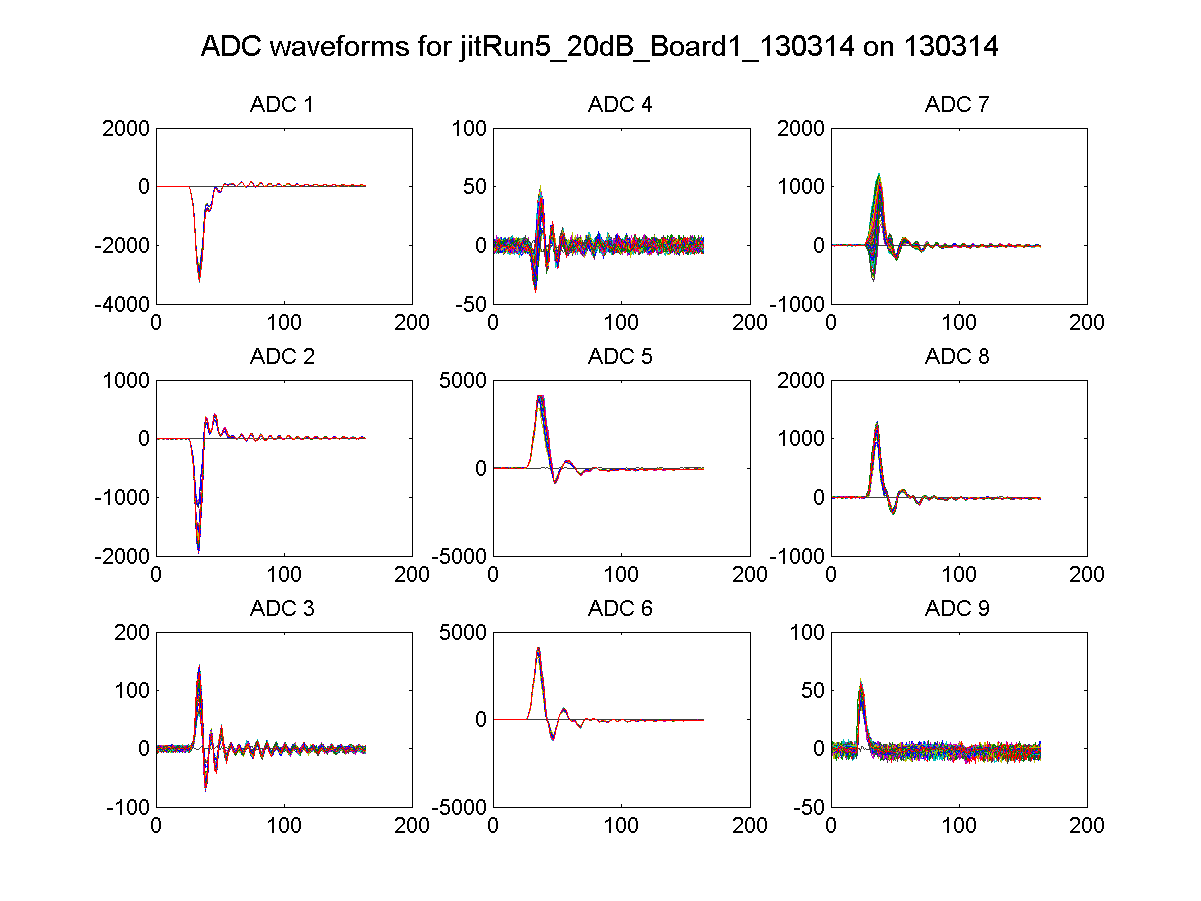 ADC waveforms for jitRun5_20dB_Board1_130314 on 130314
ADC 1
2000
0
-2000
-4000
0 100 200
ADC 4
100
50
0
-50
0 100 200
ADC 7
2000
1000
0
-1000
0 100 200
ADC 2
1000
0
-1000
-2000
0 100 200
ADC 5
5000
0
-5000
0 100 200
ADC 8
2000
1000
0
-1000
0 100 200
ADC 3
200
100
0
-100
0 100 200
ADC 6
5000
0
-5000
0 100 200
ADC 9
100
50
0
-50
0 100 200